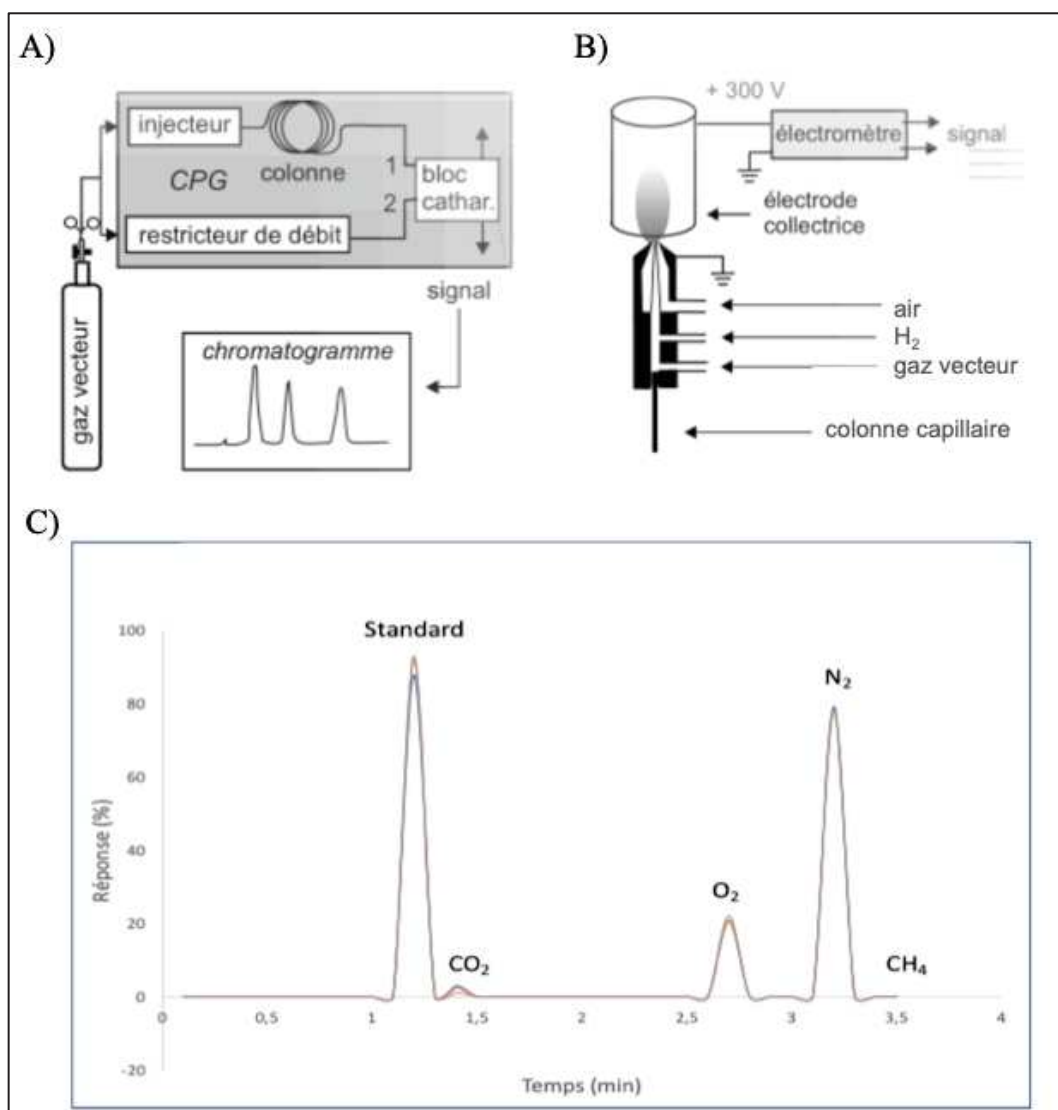 A)
injecteur
colonne
CPG
1
2
bloc
cathar.
restricteur de débit
signal
gaz vecteur
chromatogramme
B)
+ 300 V
électromètre
signal
électrode
collectrice
air
H₂
gaz vecteur
colonne capillaire
C)
Standard
CO₂
O₂
N₂
CH₄
Réponse (%)
100
80
60
40
20
0
-20
0
0,5
1
1,5
2
2,5
3
3,5
4
Temps (min)